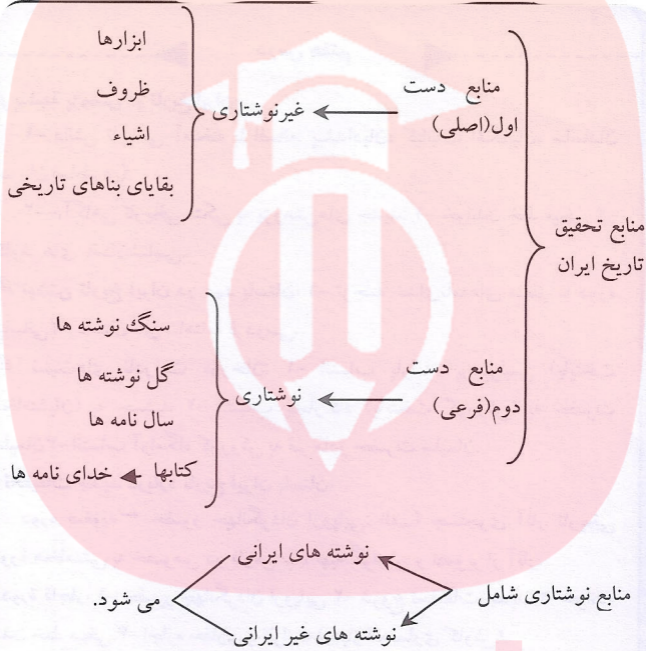 منابع تحقیق
تاریخ ایران
منابع دست
اول(اصلی)
غیرنوشتاری
ابزارها
ظروف
اشیاء
بقایای بناهای تاریخی
منابع دست
دوم(فرعی)
نوشتاری
سنگ نوشته ها
گل نوشته ها
سال نامه ها
کتابها
خدای نامه ها
منابع نوشتاری شامل
نوشته های ایرانی
نوشته های غیر ایرانی
می شود.